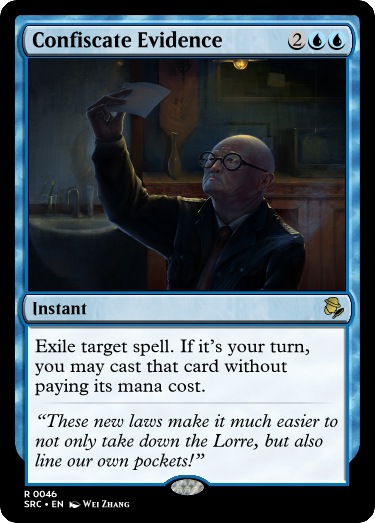 Confiscate Evidence 2
Instant
Exile target spell. If it's your turn,
you may cast that card without
paying its mana cost.
“These new laws make it much easier to
not only take down the Lorre, but also
line our own pockets!”
R 0046
SRC • EN Wei Zhang